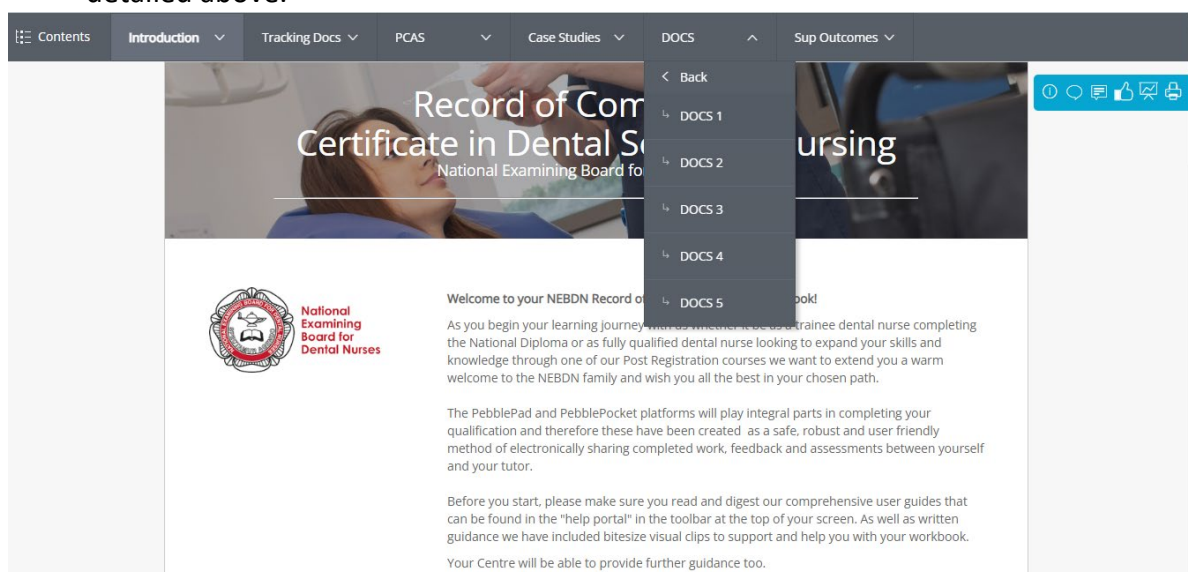 detailed above.
Contents Introduction Tracking Docs PCAS Case Studies DOCS Sup Outcomes
Back
DOCS 1
DOCS 2
DOCS 3
DOCS 4
DOCS 5
Record of Com
Certificate in Dental S ursing
National Examining Board fo
National
Examining
Board for
Dental Nurses
Welcome to your NEBDN Record o ook!
As you begin your learning journey with us whether it be as a trainee dental nurse completing
the National Diploma or as fully qualified dental nurse looking to expand your skills and
knowledge through one of our Post Registration courses we want to extend you a warm
welcome to the NEBDN family and wish you all the best in your chosen path.
The PebblePad and PebblePocket platforms will play integral parts in completing your
qualification and therefore these have been created as a safe, robust and user friendly
method of electronically sharing completed work, feedback and assessments between yourself
and your tutor.
Before you start, please make sure you read and digest our comprehensive user guides that
can be found in the "help portal" in the toolbar at the top of your screen. As well as written
guidance we have included bitesize visual clips to support and help you with your workbook.
Your Centre will be able to provide further guidance too.